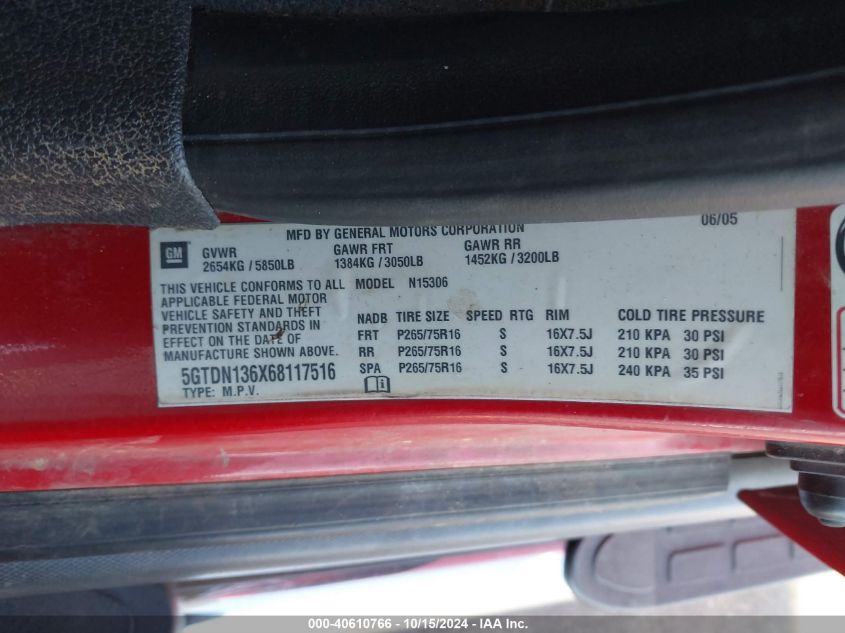 MFD BY GENERAL MOTORS CORPORATION 06/05
GM
GVWR GAWR FRT GAWR RR
2654KG / 5850LB 1384KG / 3050LB 1452KG / 3200LB
THIS VEHICLE CONFORMS TO ALL MODEL N15306
APPLICABLE FEDERAL MOTOR
VEHICLE SAFETY AND THEFT
PREVENTION STANDARDS IN
EFFECT ON THE DATE OF
MANUFACTURE SHOWN ABOVE.
NADB TIRE SIZE SPEED RTG RIM COLD TIRE PRESSURE
FRT P265/75R16 S 16X7.5J 210 KPA 30 PSI
RR P265/75R16 S 16X7.5J 210 KPA 30 PSI
SPA P265/75R16 S 16X7.5J 240 KPA 35 PSI
5GTDN136X68117516
TYPE: M.P.V.
000-40610766 - 10/15/2024 - IAA Inc.